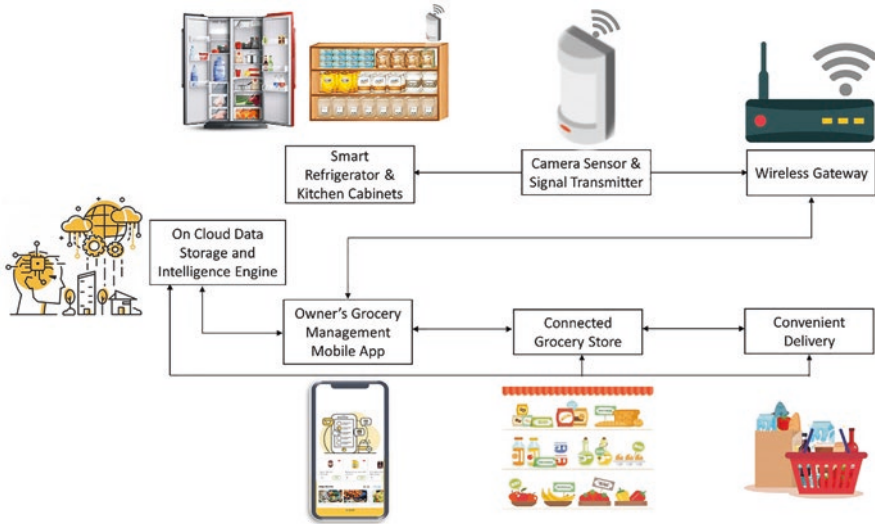 Smart
Refrigerator &
Kitchen Cabinets
Camera Sensor &
Signal Transmitter
Wireless Gateway
On Cloud Data
Storage and
Intelligence Engine
Owner's Grocery
Management
Mobile App
Connected
Grocery Store
Convenient
Delivery